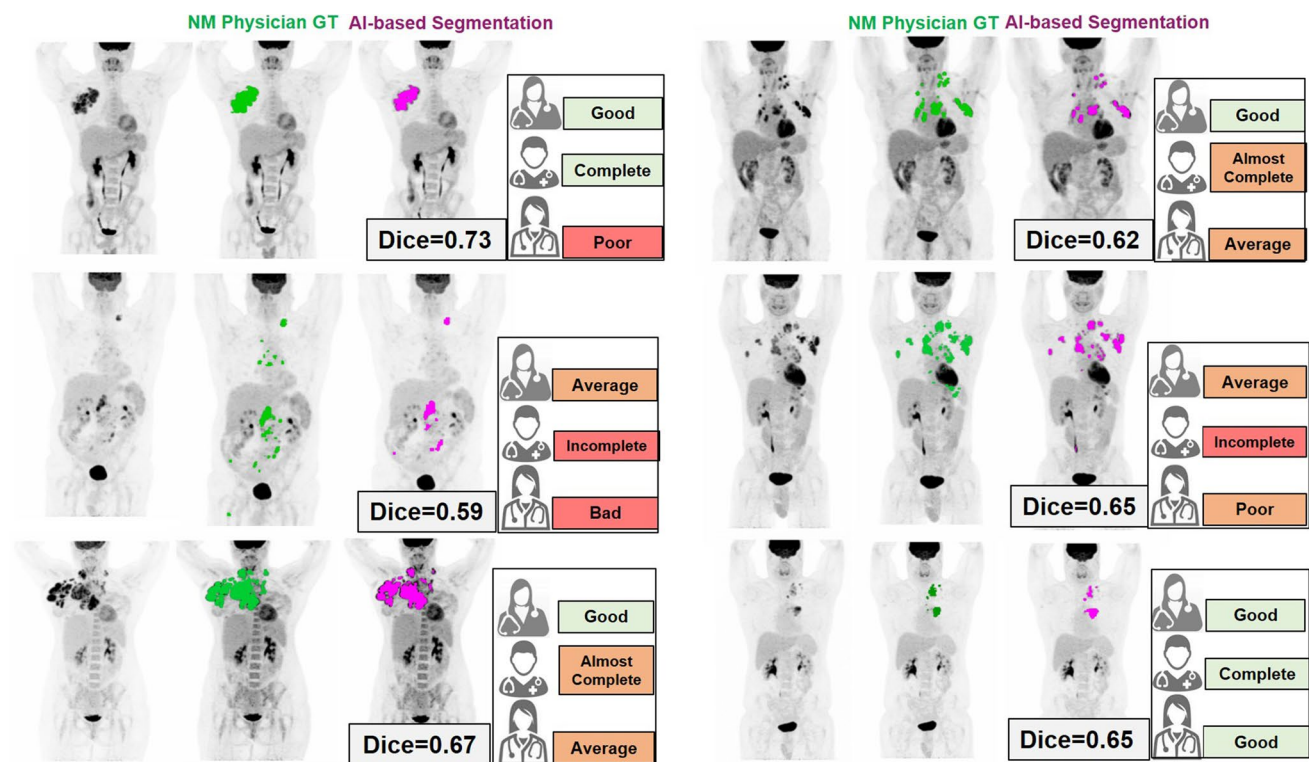 NM Physician GT AI-based Segmentation
Good
Complete
Poor
Dice=0.73
Average
Incomplete
Bad
Dice=0.59
Good
Almost
Complete
Average
Dice=0.67
NM Physician GT AI-based Segmentation
Good
Almost
Complete
Average
Dice=0.62
Average
Incomplete
Poor
Dice=0.65
Good
Complete
Good
Dice=0.65